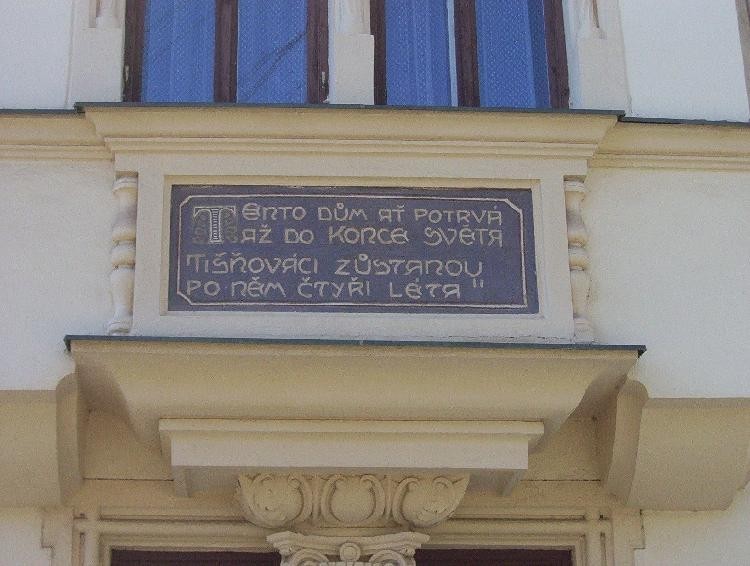 TENTO DŮM AŤ POTRVÁ
AŽ DO KONCE SVĚTA
TIŠŇOVÁCI ZŮSTANOU
PO NĚM ČTYŘI LÉTA"